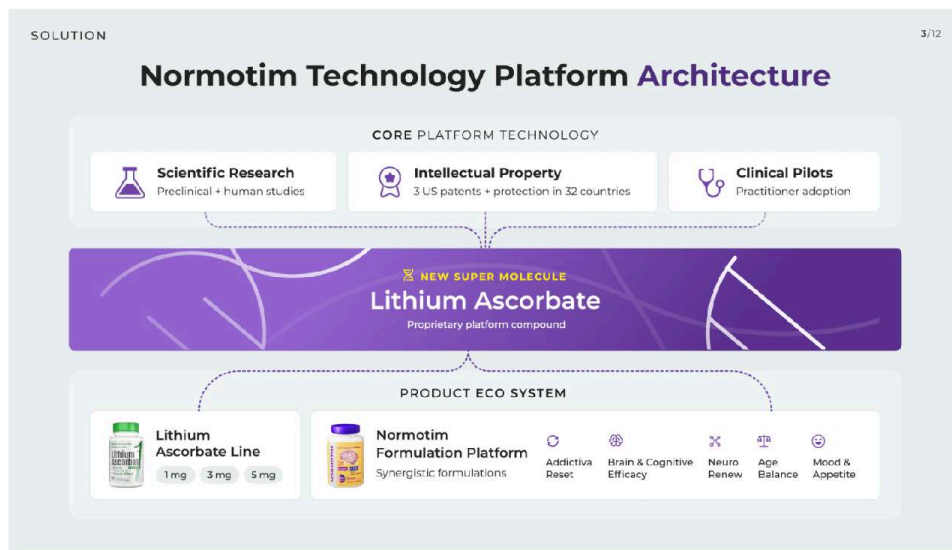 SOLUTION
3/12
Normotim Technology Platform Architecture
CORE PLATFORM TECHNOLOGY
Scientific Research
Preclinical + human studies
Intellectual Property
3 US patents + protection in 32 countries
Clinical Pilots
Practitioner adoption
NEW SUPER MOLECULE
Lithium Ascorbate
Proprietary platform compound
PRODUCT ECO SYSTEM
Lithium
Ascorbate
Lithium
Ascorbate Line
1 mg
3 mg
5 mg
NORMOTIM
Normotim
Formulation Platform
Synergistic formulations
Addictiva
Reset
Brain & Cognitive
Efficacy
Neuro
Renew
Age
Balance
Mood &
Appetite